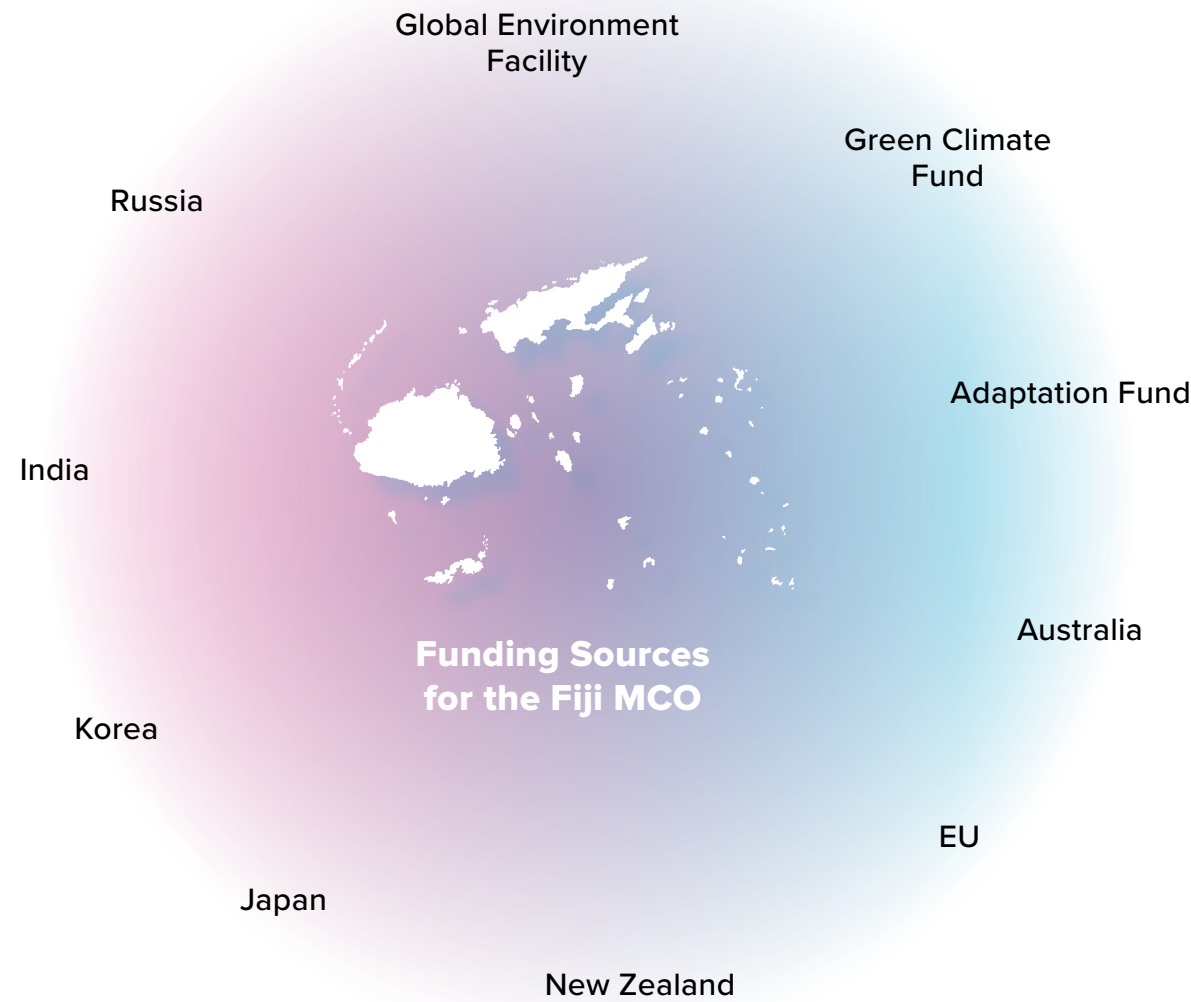 Global Environment
Facility
Green Climate
Fund
Russia
Adaptation Fund
India
Australia
Funding Sources
for the Fiji MCO
Korea
EU
Japan
New Zealand